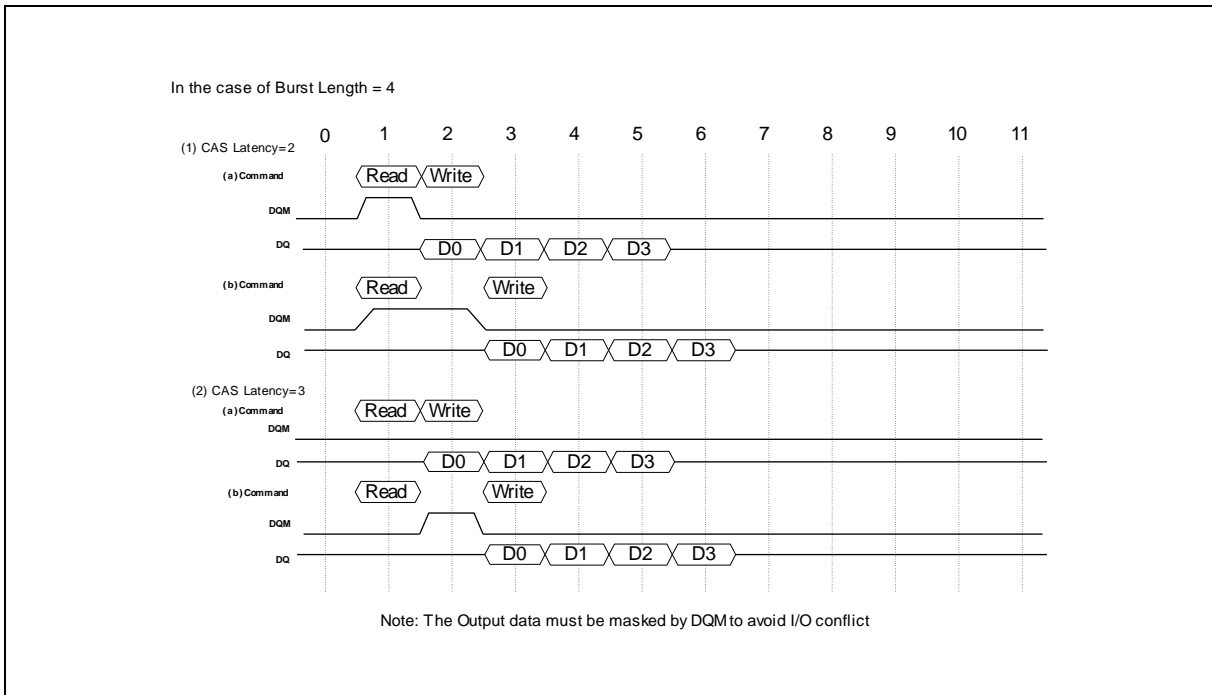 In the case of Burst Length = 4
0 1 2 3 4 5 6 7 8 9 10 11
(1) CAS Latency=2
(a) Command Read Write
DQM
DQ D0 D1 D2 D3
(b) Command Read Write
DQM
DQ D0 D1 D2 D3
(2) CAS Latency=3
(a) Command Read Write
DQM
DQ D0 D1 D2 D3
(b) Command Read Write
DQM
DQ D0 D1 D2 D3
Note: The Output data must be masked by DQM to avoid I/O conflict